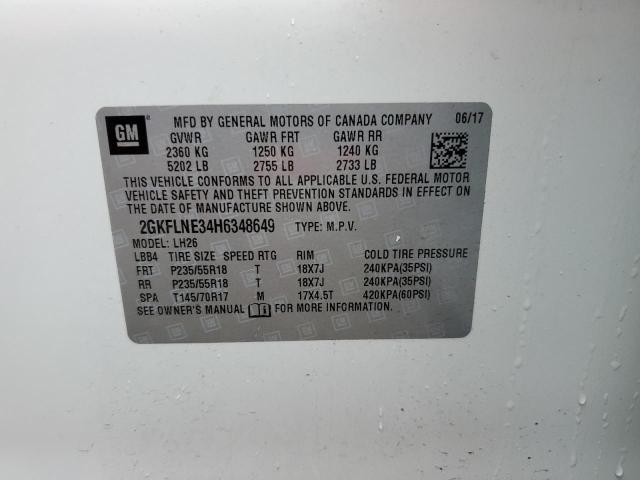 GM ®
MFD BY GENERAL MOTORS OF CANADA COMPANY 06/17
GVWR GAWR FRT GAWR RR
2360 KG 1250 KG 1240 KG
5202 LB 2755 LB 2733 LB
THIS VEHICLE CONFORMS TO ALL APPLICABLE U.S. FEDERAL MOTOR
VEHICLE SAFETY AND THEFT PREVENTION STANDARDS IN EFFECT ON
THE DATE OF MANUFACTURE SHOWN ABOVE.
2GKFLNE34H6348649 TYPE: M.P.V.
MODEL: LH26
LBB4 TIRE SIZE SPEED RTG RIM COLD TIRE PRESSURE
FRT P235/55R18 T 18X7J 240KPA(35PSI)
RR P235/55R18 T 18X7J 240KPA(35PSI)
SPA T145/70R17 M 17X4.5T 420KPA(60PSI)
SEE OWNER'S MANUAL FOR MORE INFORMATION.